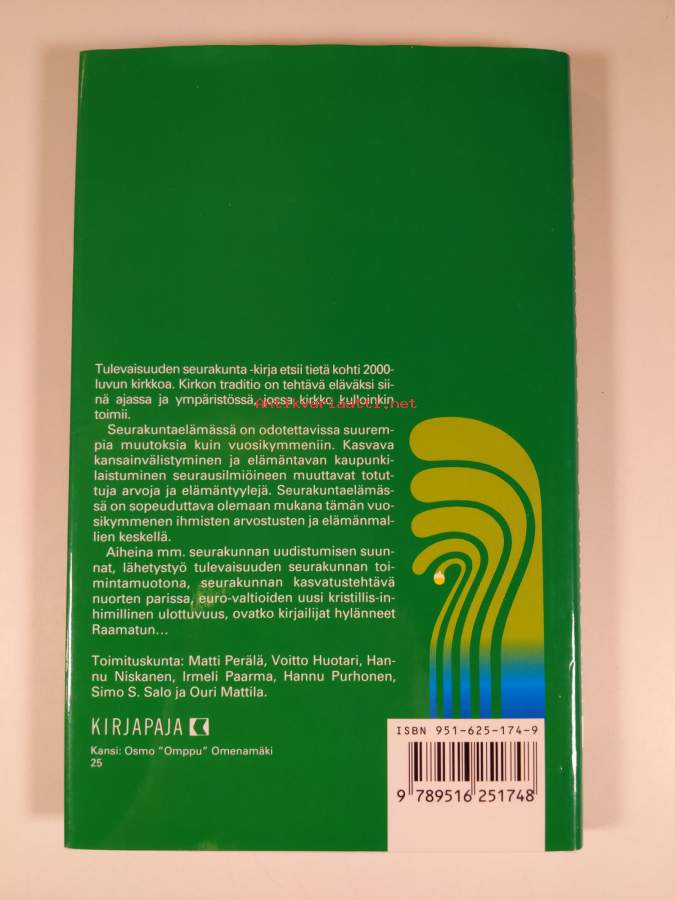 Tulevaisuuden seurakunta -kirja etsii tietä kohti 2000-
luvun kirkkoa. Kirkon traditio on tehtävä eläväksi sii-
nä ajassa ja ympäristössä, jossa kirkko kulloinkin
antikvariaatti.net
toimii.
Seurakuntaelämässä on odotettavissa suurem-
pia muutoksia kuin vuosikymmeniin. Kasvava
kansainvälistyminen ja elämäntavan kaupunki-
laistuminen seurausilmiöineen muuttavat totut-
tuja arvoja ja elämäntyylejä. Seurakuntaelämäs-
sä on sopeuduttava olemaan mukana tämän vuo-
sikymmenen ihmisten arvostusten ja elämänmal-
lien keskellä.
Aiheina mm. seurakunnan uudistumisen suun-
nat, lähetystyö tulevaisuuden seurakunnan toi-
mintamuotona, seurakunnan kasvatustehtävä
nuorten parissa, euro-valtioiden uusi kristillis-in-
himillinen ulottuvuus, ovatko kirjailijat hylänneet
Raamatun...
Toimituskunta: Matti Perälä, Voitto Huotari, Han-
nu Niskanen, Irmeli Paarma, Hannu Purhonen,
Simo S. Salo ja Ouri Mattila.
KIRJAPAJA
Kansi: Osmo "Omppu" Omenamäki
25
ISBN 951-625-174-9
9 789516 251748